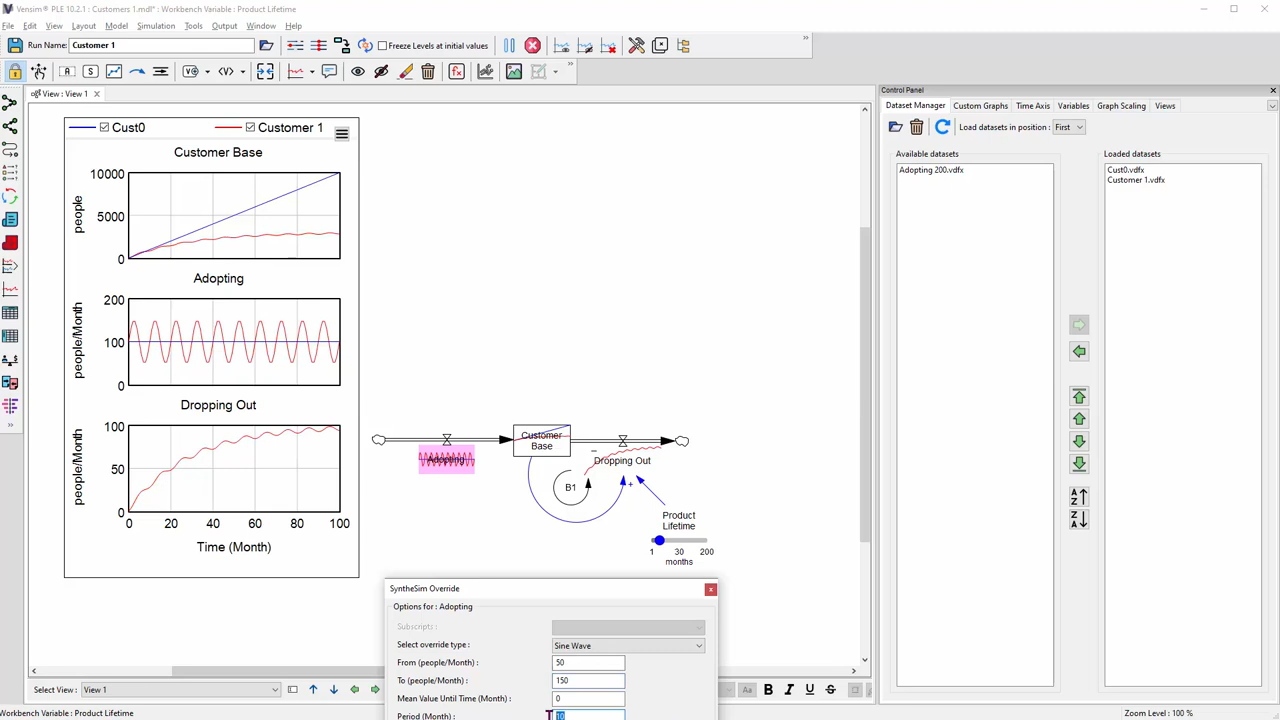 Vensim® PLE 10.2.1 : Customers 1.mdl* : Workbench Variable : Product Lifetime
File Edit View Layout Model Simulation Tools Output Window Help
Run Name: Customer 1 Freeze Levels at initial values
View : View 1
Cust0 Customer 1
Customer Base
people
10000
5000
0
Adopting
people/Month
200
100
0
Dropping Out
people/Month
100
50
0
0 20 40 60 80 100
Time (Month)
Adopting
Customer
Base
Dropping Out
B1
–
+
Product
Lifetime
1 30 200
months
SyntheSim Override
Options for : Adopting
Subscripts :
Select override type : Sine Wave
From (people/Month) : 50
To (people/Month) : 150
Mean Value Until Time (Month) : 0
Period (Month) : 10
Control Panel
Dataset Manager Custom Graphs Time Axis Variables Graph Scaling Views
Load datasets in position : First
Available datasets
Adopting 200.vdfx
Loaded datasets
Cust0.vdfx
Customer 1.vdfx
Select View : View 1
Aa B I U S
Workbench Variable : Product Lifetime
Zoom Level : 100 %